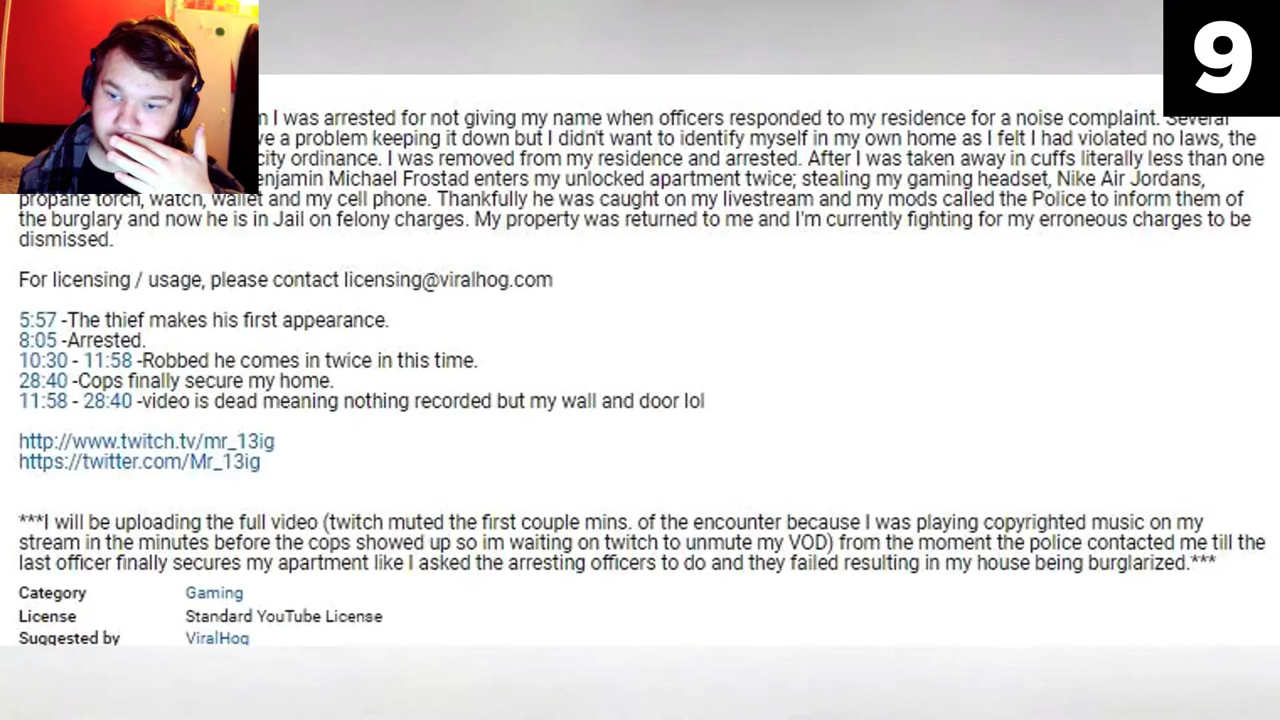 9
I was arrested for not giving my name when officers responded to my residence for a noise complaint. Several
a problem keeping it down but I didn't want to identify myself in my own home as I felt I had violated no laws, the
city ordinance. I was removed from my residence and arrested. After I was taken away in cuffs literally less than one
Michael Frostad enters my unlocked apartment twice; stealing my gaming headset, Nike Air Jordans,
propane torch, watch, wallet and my cell phone. Thankfully he was caught on my livestream and my mods called the Police to inform them of
the burglary and now he is in Jail on felony charges. My property was returned to me and I'm currently fighting for my erroneous charges to be
dismissed.
For licensing / usage, please contact licensing@viralhog.com
5:57 -The thief makes his first appearance.
8:05 -Arrested.
10:30 - 11:58 -Robbed he comes in twice in this time.
28:40 -Cops finally secure my home.
11:58 - 28:40 -video is dead meaning nothing recorded but my wall and door lol
http://www.twitch.tv/mr_13ig
https://twitter.com/Mr_13ig
***I will be uploading the full video (twitch muted the first couple mins. of the encounter because I was playing copyrighted music on my
stream in the minutes before the cops showed up so im waiting on twitch to unmute my VOD) from the moment the police contacted me till the
last officer finally secures my apartment like I asked the arresting officers to do and they failed resulting in my house being burglarized.***
Category Gaming
License Standard YouTube License
Suggested by ViralHog